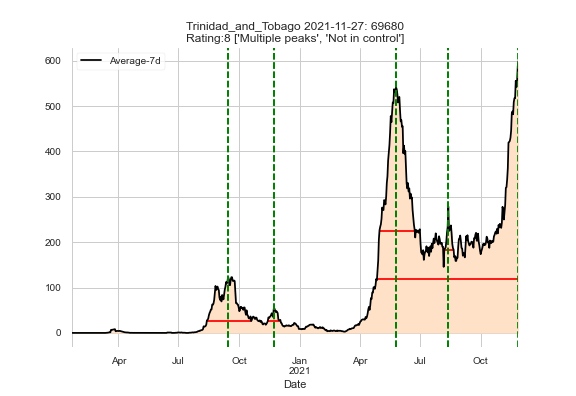 Trinidad_and_Tobago 2021-11-27: 69680
Rating:8 ['Multiple peaks', 'Not in control']
Average-7d
600
500
400
300
200
100
0
Apr Jul Oct Jan Apr Jul Oct
2021
Date